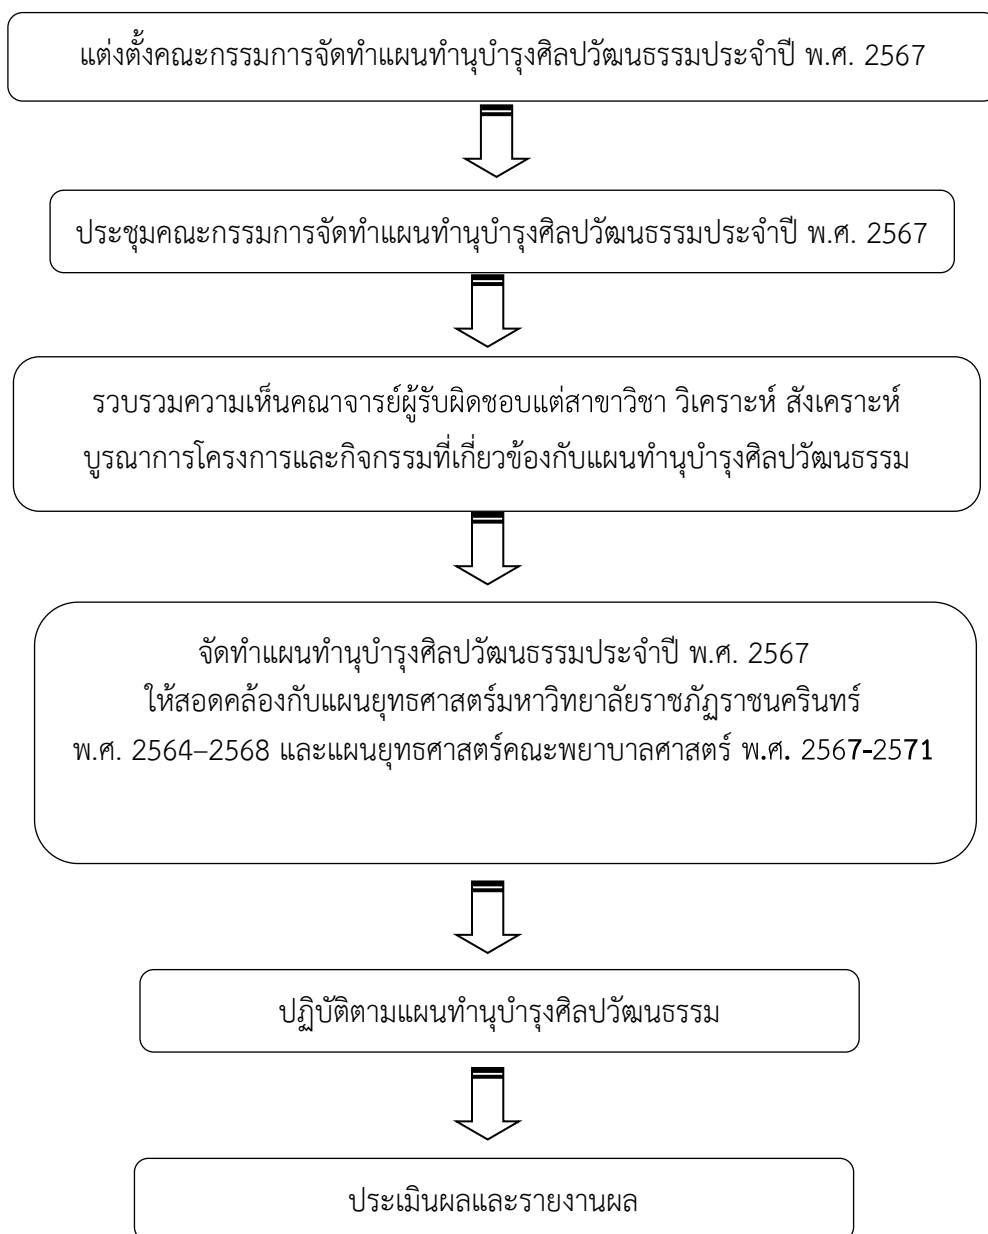 แต่งตั้งคณะกรรมการจัดทำแผนทำนุบำรุงศิลปวัฒนธรรมประจำปี พ.ศ. 2567
ประชุมคณะกรรมการจัดทำแผนทำนุบำรุงศิลปวัฒนธรรมประจำปี พ.ศ. 2567
รวบรวมความเห็นคณาจารย์ผู้รับผิดชอบแต่สาขาวิชา วิเคราะห์ สังเคราะห์
บูรณาการโครงการและกิจกรรมที่เกี่ยวข้องกับแผนทำนุบำรุงศิลปวัฒนธรรม
จัดทำแผนทำนุบำรุงศิลปวัฒนธรรมประจำปี พ.ศ. 2567
ให้สอดคล้องกับแผนยุทธศาสตร์มหาวิทยาลัยราชภัฏราชนครินทร์
พ.ศ. 2564–2568 และแผนยุทธศาสตร์คณะพยาบาลศาสตร์ พ.ศ. 2567-2571
ปฏิบัติตามแผนทำนุบำรุงศิลปวัฒนธรรม
ประเมินผลและรายงานผล